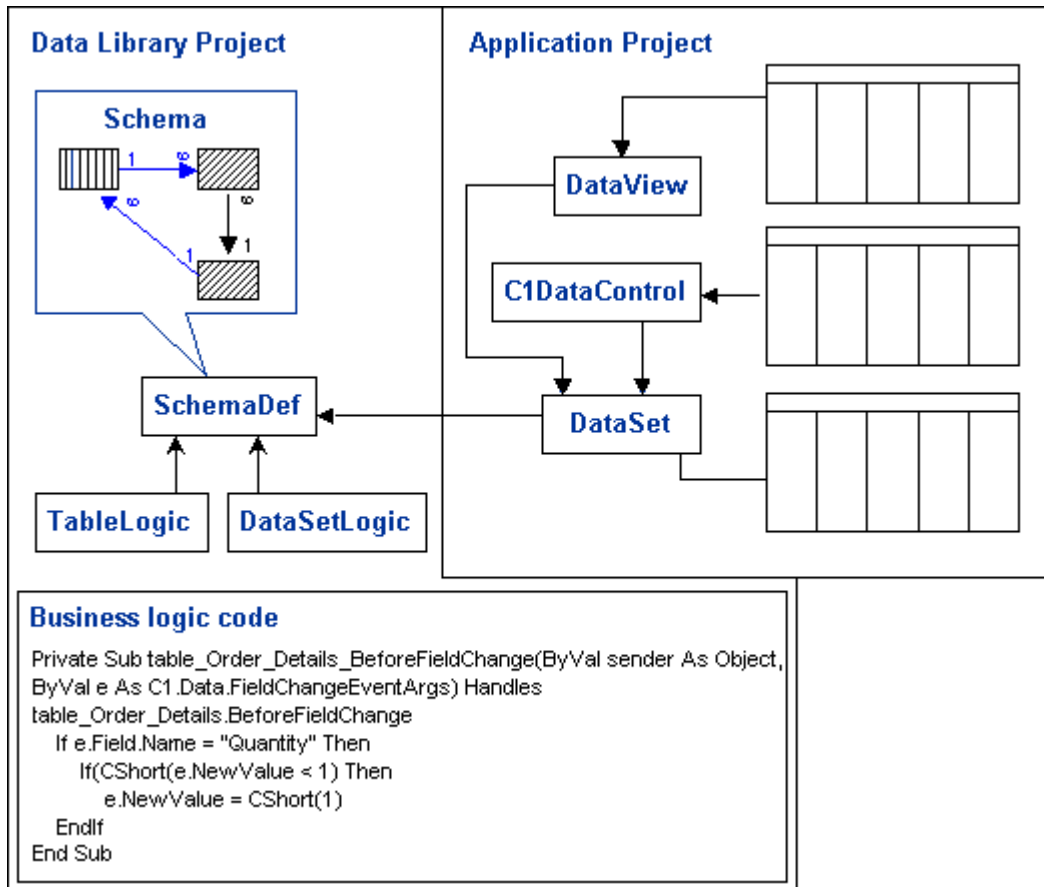 Data Library Project
Schema
1
∞
∞
∞
1
1
SchemaDef
TableLogic
DataSetLogic
Application Project
DataView
C1DataControl
DataSet
Business logic code
Private Sub table_Order_Details_BeforeFieldChange(ByVal sender As Object,
ByVal e As C1.Data.FieldChangeEventArgs) Handles
table_Order_Details.BeforeFieldChange
If e.Field.Name = "Quantity" Then
If(CShort(e.NewValue < 1) Then
e.NewValue = CShort(1)
EndIf
End Sub